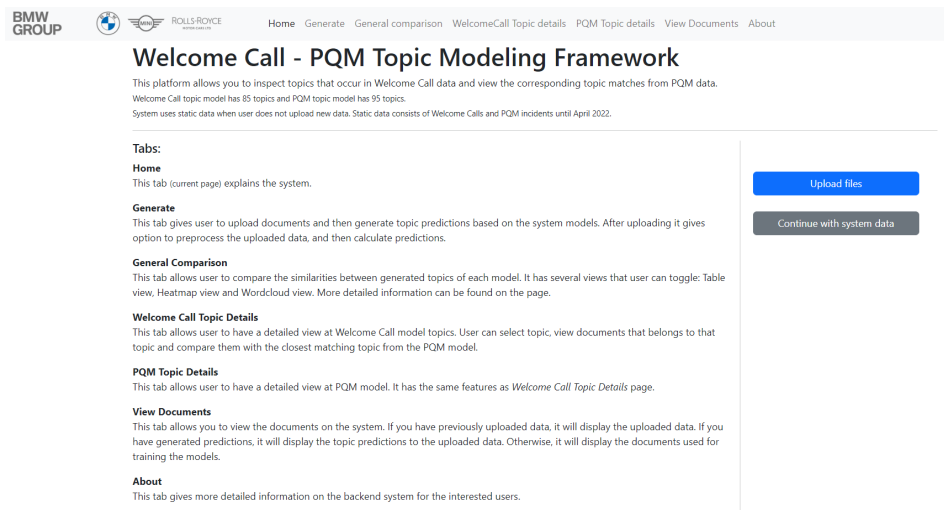 BMW
GROUP
MINI
ROLLS-ROYCE
MOTOR CARS LTD
Home Generate General comparison WelcomeCall Topic details PQM Topic details View Documents About
Welcome Call - PQM Topic Modeling Framework
This platform allows you to inspect topics that occur in Welcome Call data and view the corresponding topic matches from PQM data.
Welcome Call topic model has 85 topics and PQM topic model has 95 topics.
System uses static data when user does not upload new data. Static data consists of Welcome Calls and PQM incidents until April 2022.
Tabs:
Home
This tab (current page) explains the system.
Generate
This tab gives user to upload documents and then generate topic predictions based on the system models. After uploading it gives
option to preprocess the uploaded data, and then calculate predictions.
General Comparison
This tab allows user to compare the similarities between generated topics of each model. It has several views that user can toggle: Table
view, Heatmap view and Wordcloud view. More detailed information can be found on the page.
Welcome Call Topic Details
This tab allows user to have a detailed view at Welcome Call model topics. User can select topic, view documents that belongs to that
topic and compare them with the closest matching topic from the PQM model.
PQM Topic Details
This tab allows user to have a detailed view at PQM model. It has the same features as Welcome Call Topic Details page.
View Documents
This tab allows you to view the documents on the system. If you have previously uploaded data, it will display the uploaded data. If you
have generated predictions, it will display the topic predictions to the uploaded data. Otherwise, it will display the documents used for
training the models.
About
This tab gives more detailed information on the backend system for the interested users.
Upload files
Continue with system data